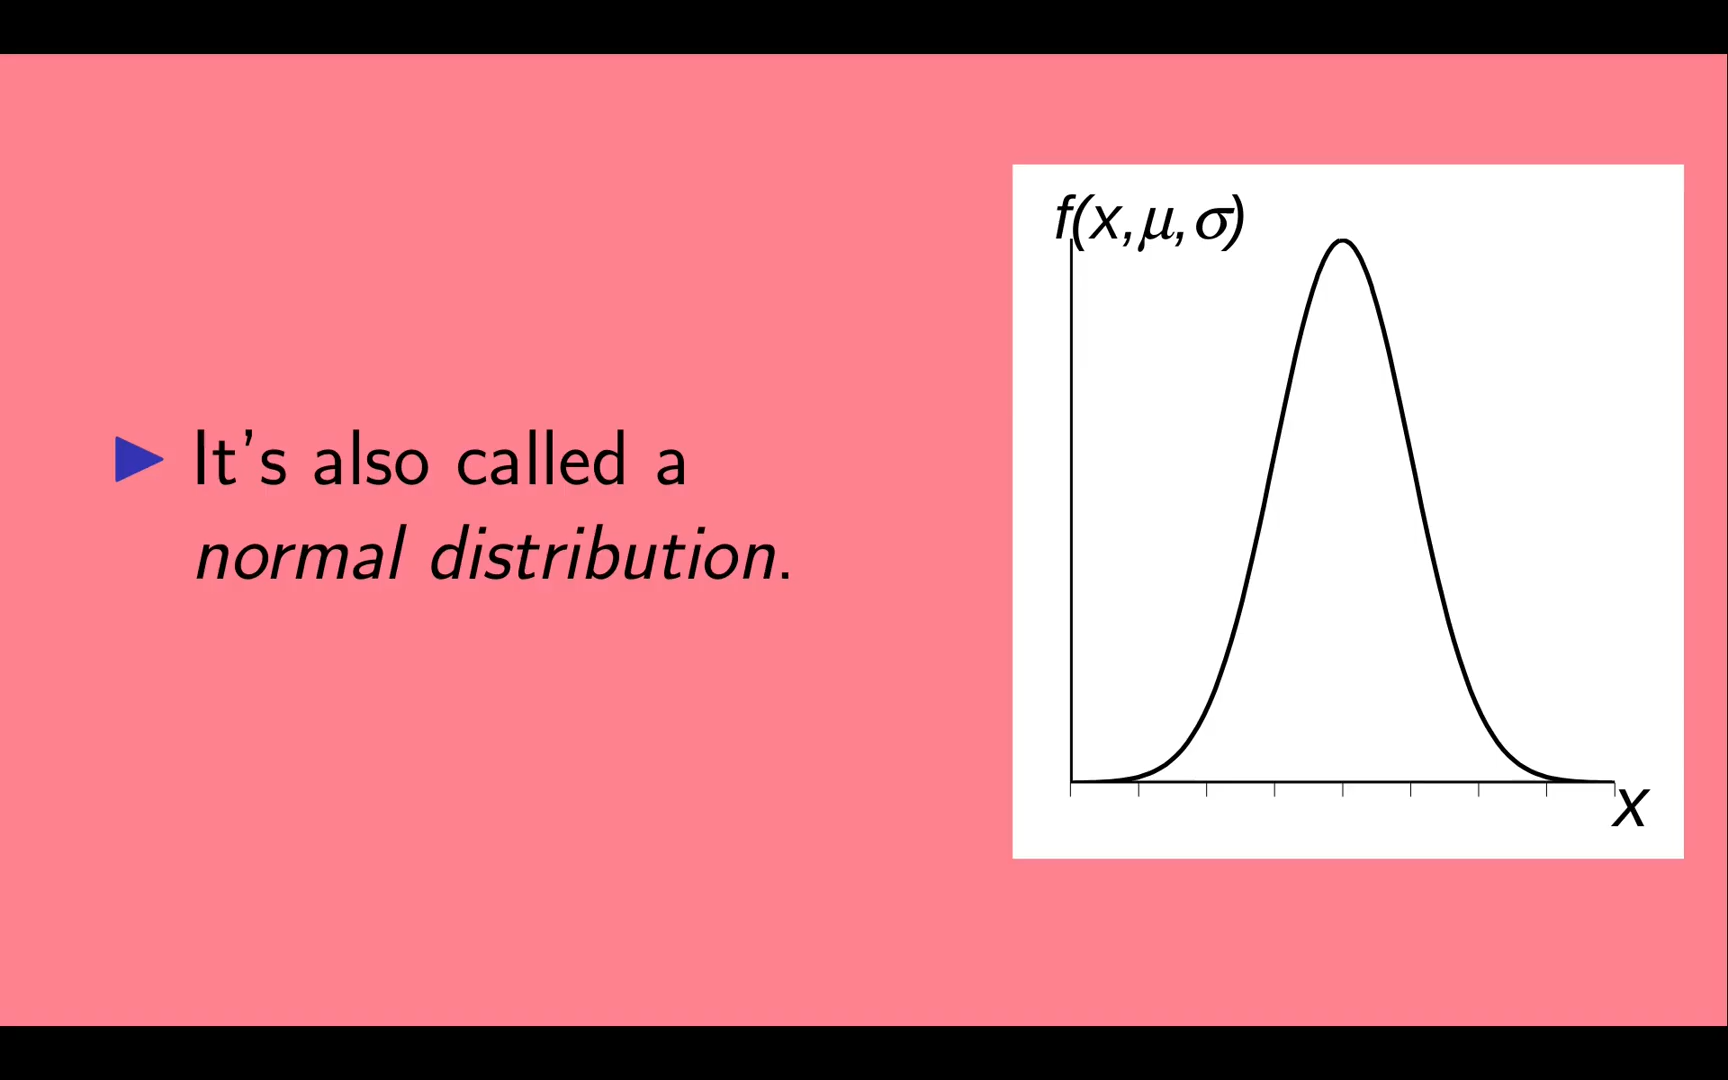 ▶ It's also called a
normal distribution.
f(x,μ,σ)
x